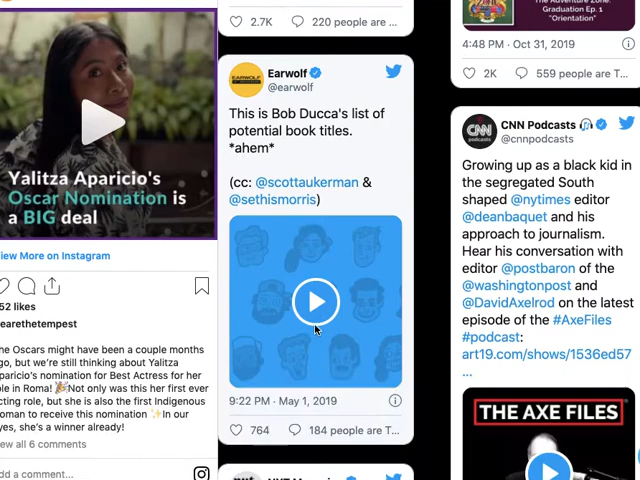 Yalitza Aparicio's
Oscar Nomination is
a BIG deal
iew More on Instagram
52 likes
earethetempest
he Oscars might have been a couple months
go, but we're still thinking about Yalitza
paricio's nomination for Best Actress for her
ole in Roma! 🎉Not only was this her first ever
cting role, but she is also the first Indigenous
oman to receive this nomination ✨In our
yes, she's a winner already!
ew all 6 comments
dd a comment...
2.7K 220 people are ...
EARWOLF
Earwolf
@earwolf
This is Bob Ducca's list of
potential book titles.
*ahem*
(cc: @scottaukerman &
@sethismorris)
9:22 PM · May 1, 2019
764 184 people are T...
The Adventure Zone:
Graduation Ep. 1
"Orientation"
4:48 PM · Oct 31, 2019
2K 559 people are T...
CNN
CNN Podcasts 🎧
@cnnpodcasts
Growing up as a black kid in
the segregated South
shaped @nytimes editor
@deanbaquet and his
approach to journalism.
Hear his conversation with
editor @postbaron of the
@washingtonpost and
@DavidAxelrod on the latest
episode of the #AxeFiles
#podcast:
art19.com/shows/1536ed57
...
THE AXE FILES